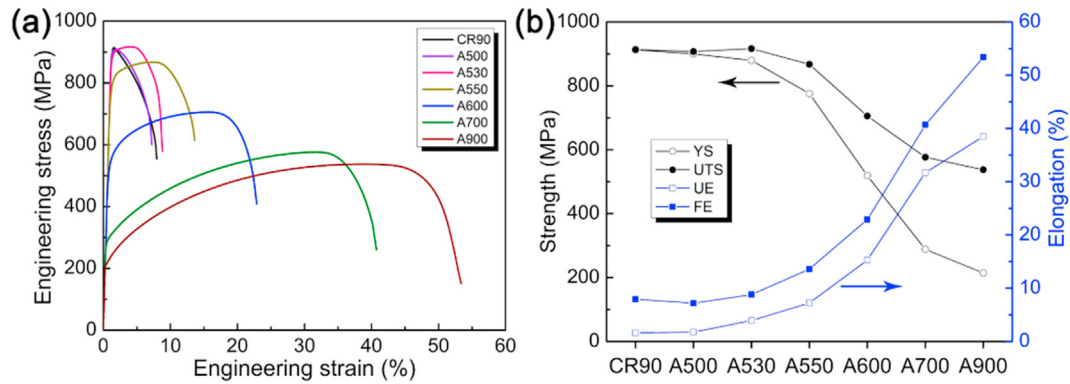 (a)
1000
800
600
400
200
0
Engineering stress (MPa)
CR90
A500
A530
A550
A600
A700
A900
0 10 20 30 40 50 60
Engineering strain (%)
(b)
1000
800
600
400
200
0
Strength (MPa)
YS
UTS
UE
FE
60
50
40
30
20
10
0
Elongation (%)
CR90 A500 A530 A550 A600 A700 A900